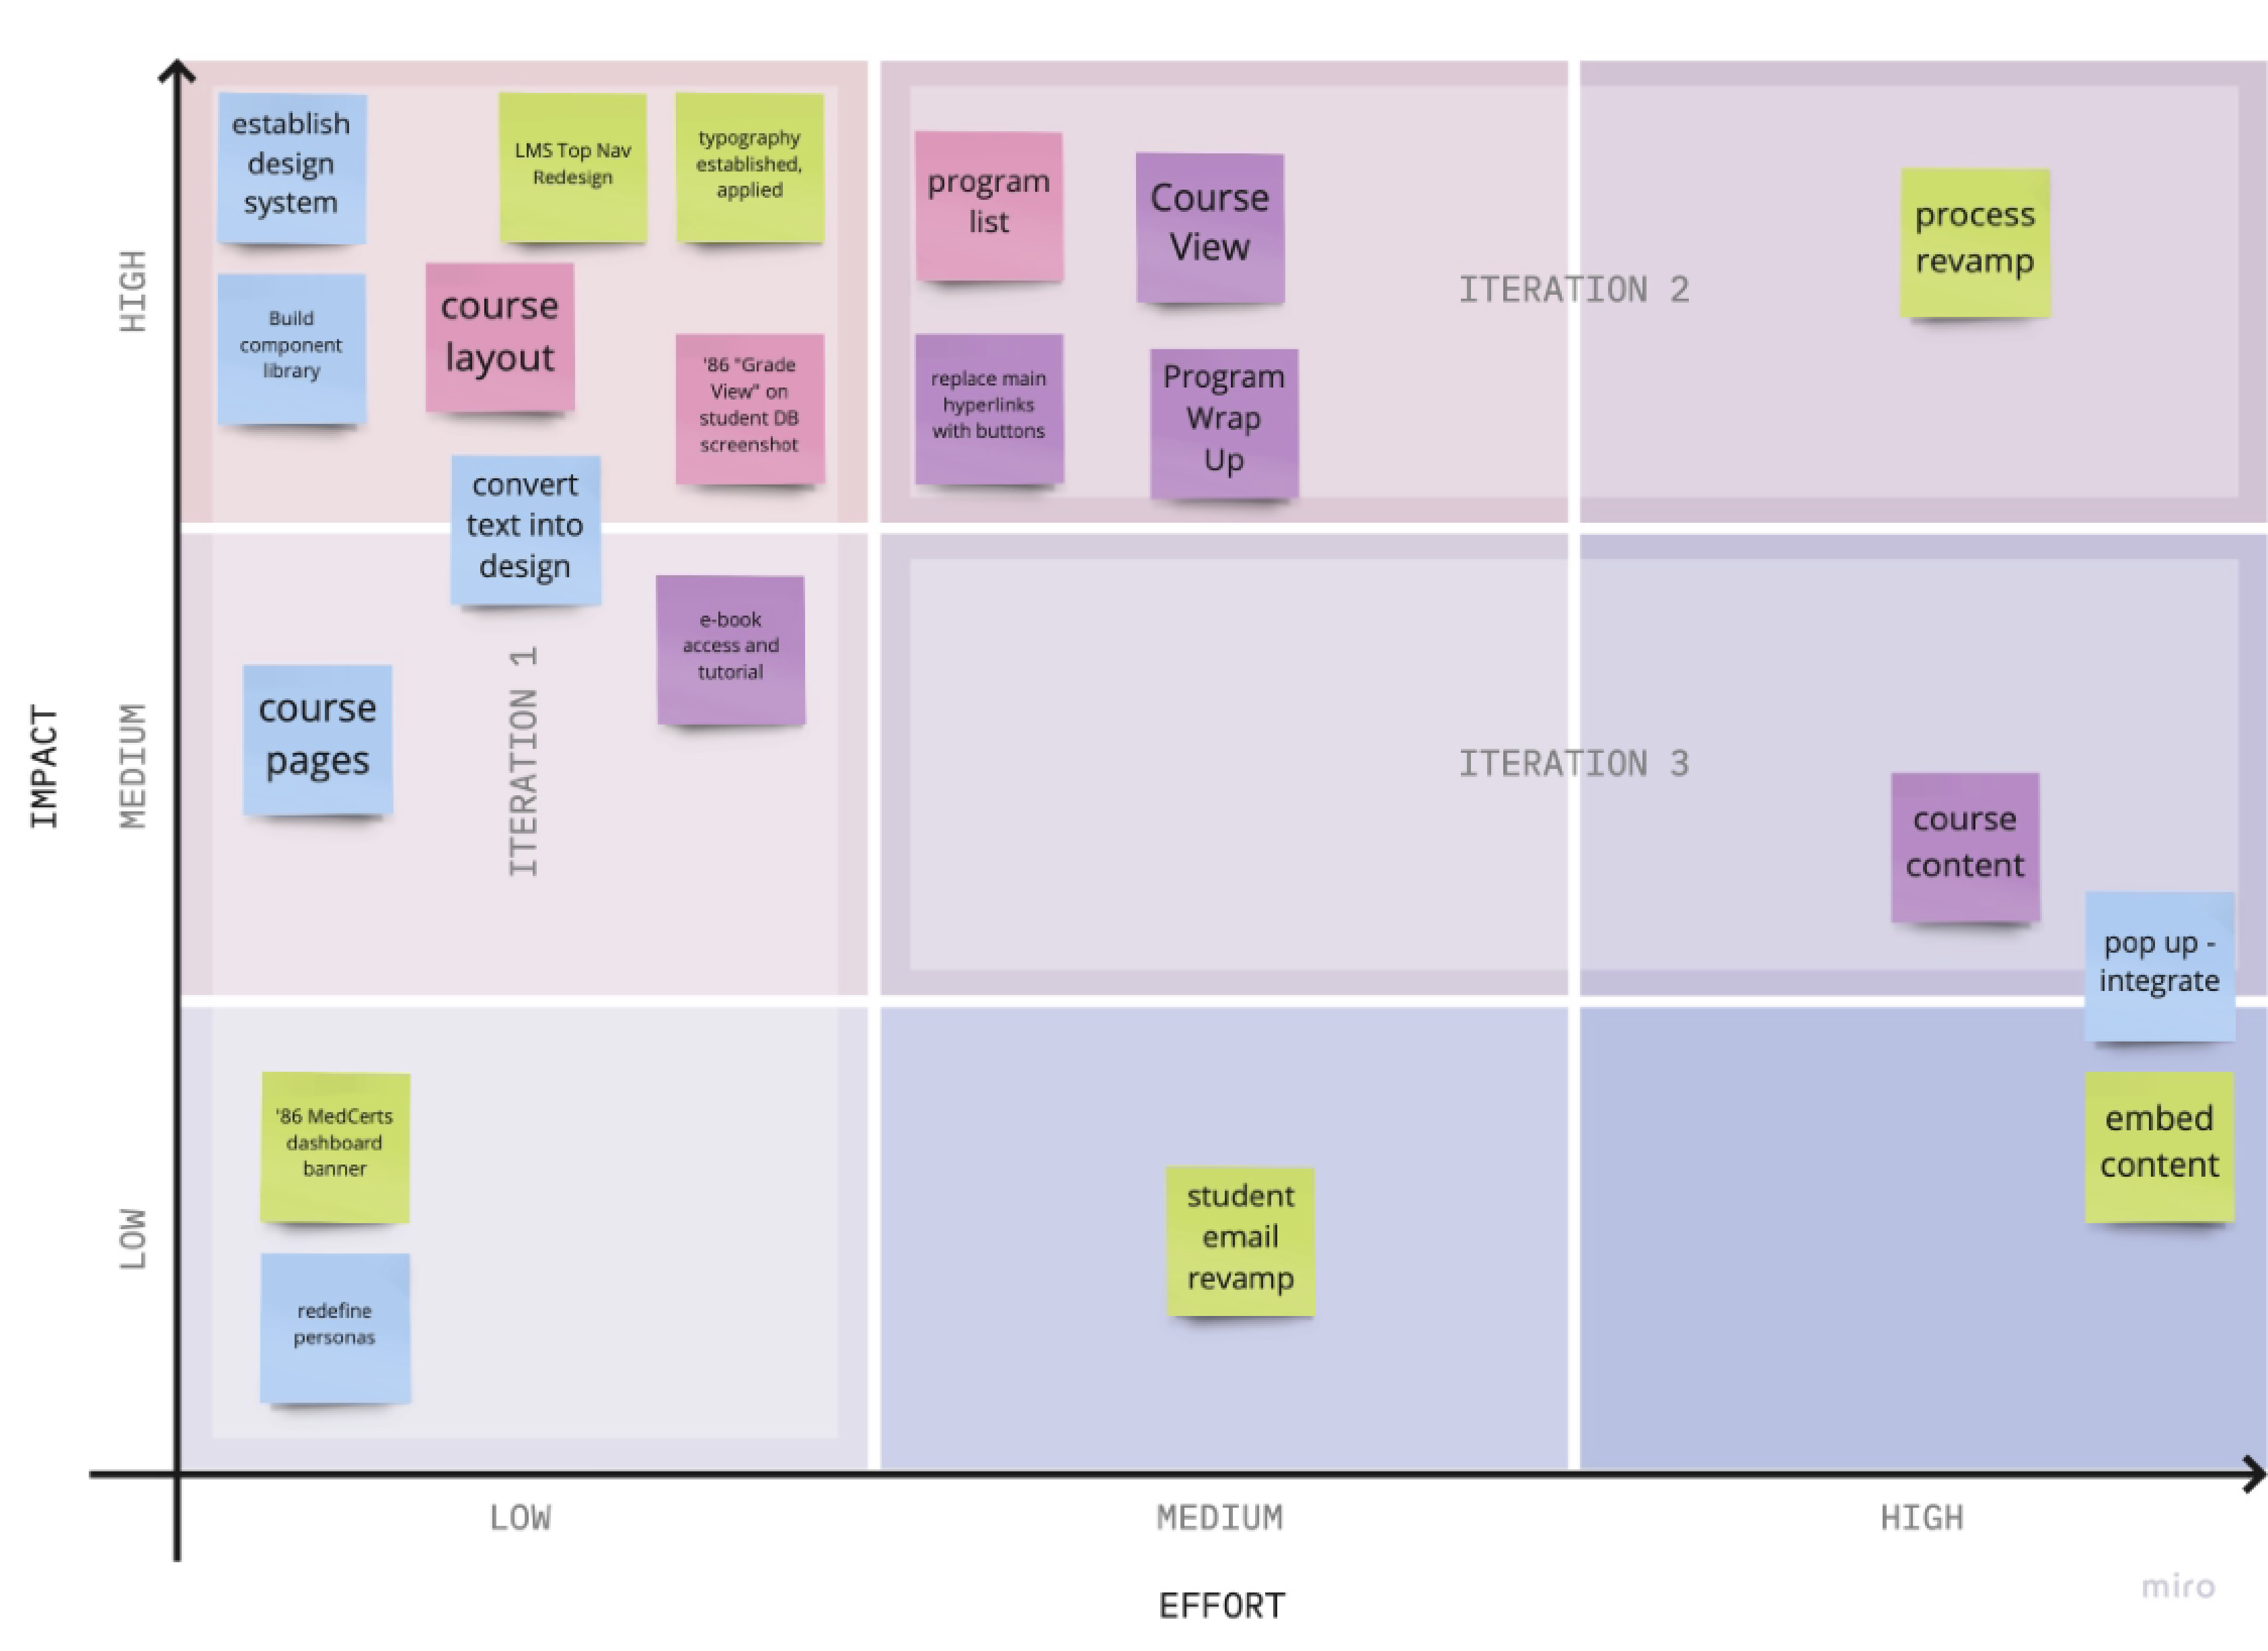 establish
design
system
LMS Top Nav
Redesign
typography
established,
applied
program
list
Course
View
process
revamp
HIGH
Build
component
library
course
layout
'86 "Grade
View" on
student DB
screenshot
replace main
hyperlinks
with buttons
Program
Wrap
Up
ITERATION 2
convert
text into
design
e-book
access and
tutorial
course
pages
ITERATION 1
IMPACT
MEDIUM
ITERATION 3
course
content
pop up -
integrate
'86 MedCerts
dashboard
banner
student
email
revamp
embed
content
LOW
redefine
personas
LOW
MEDIUM
HIGH
EFFORT
miro